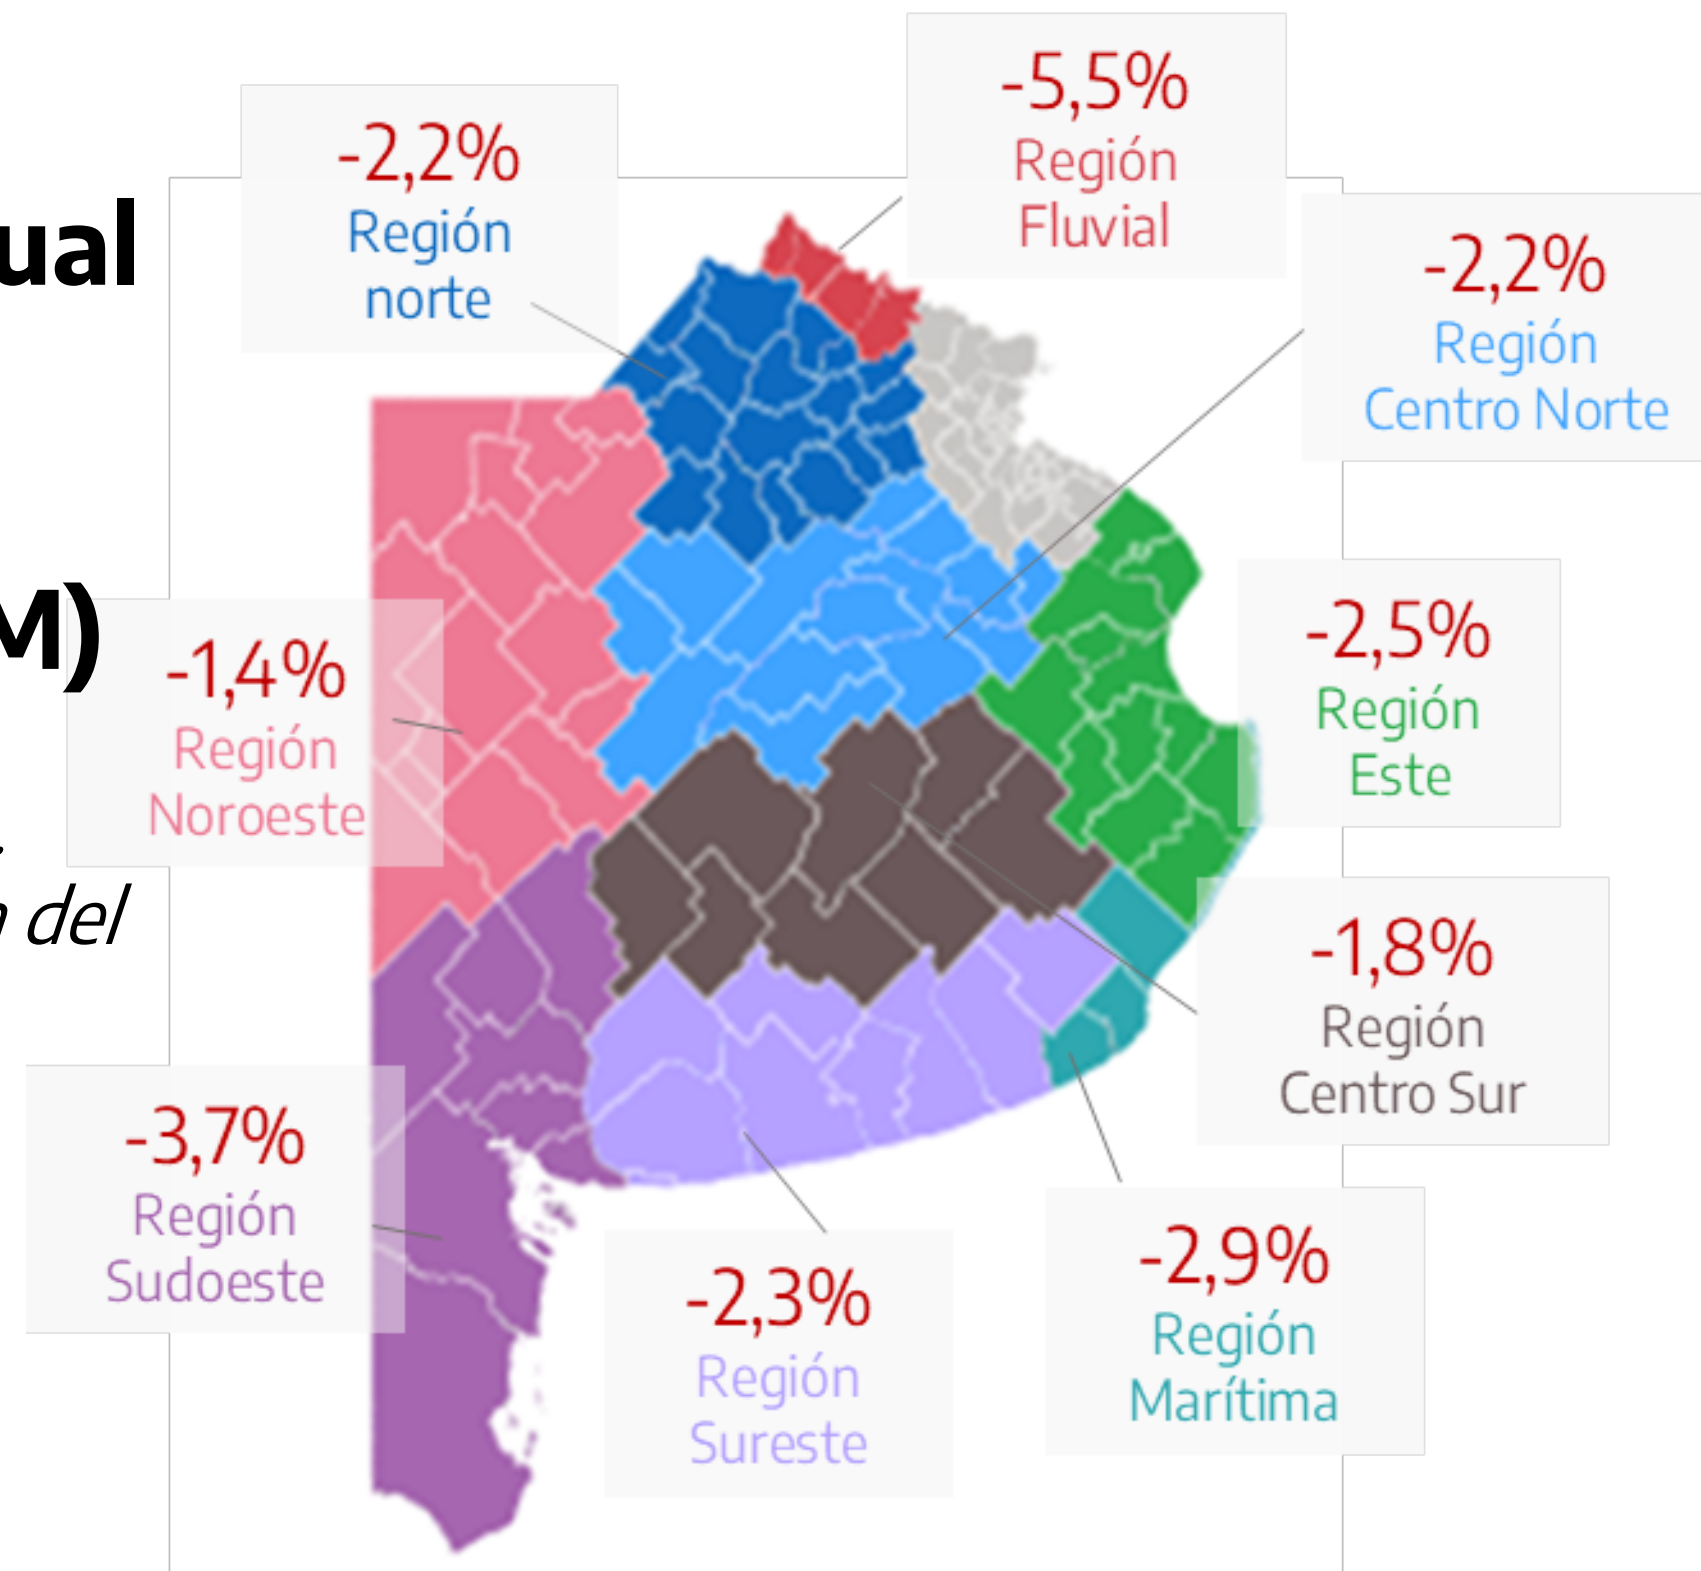 ual
M)
n del
-5,5%
Región
Fluvial
-2,2%
Región
norte
-2,2%
Región
Centro Norte
-1,4%
Región
Noroeste
-2,5%
Región
Este
-1,8%
Región
Centro Sur
-3,7%
Región
Sudoeste
-2,3%
Región
Sureste
-2,9%
Región
Marítima